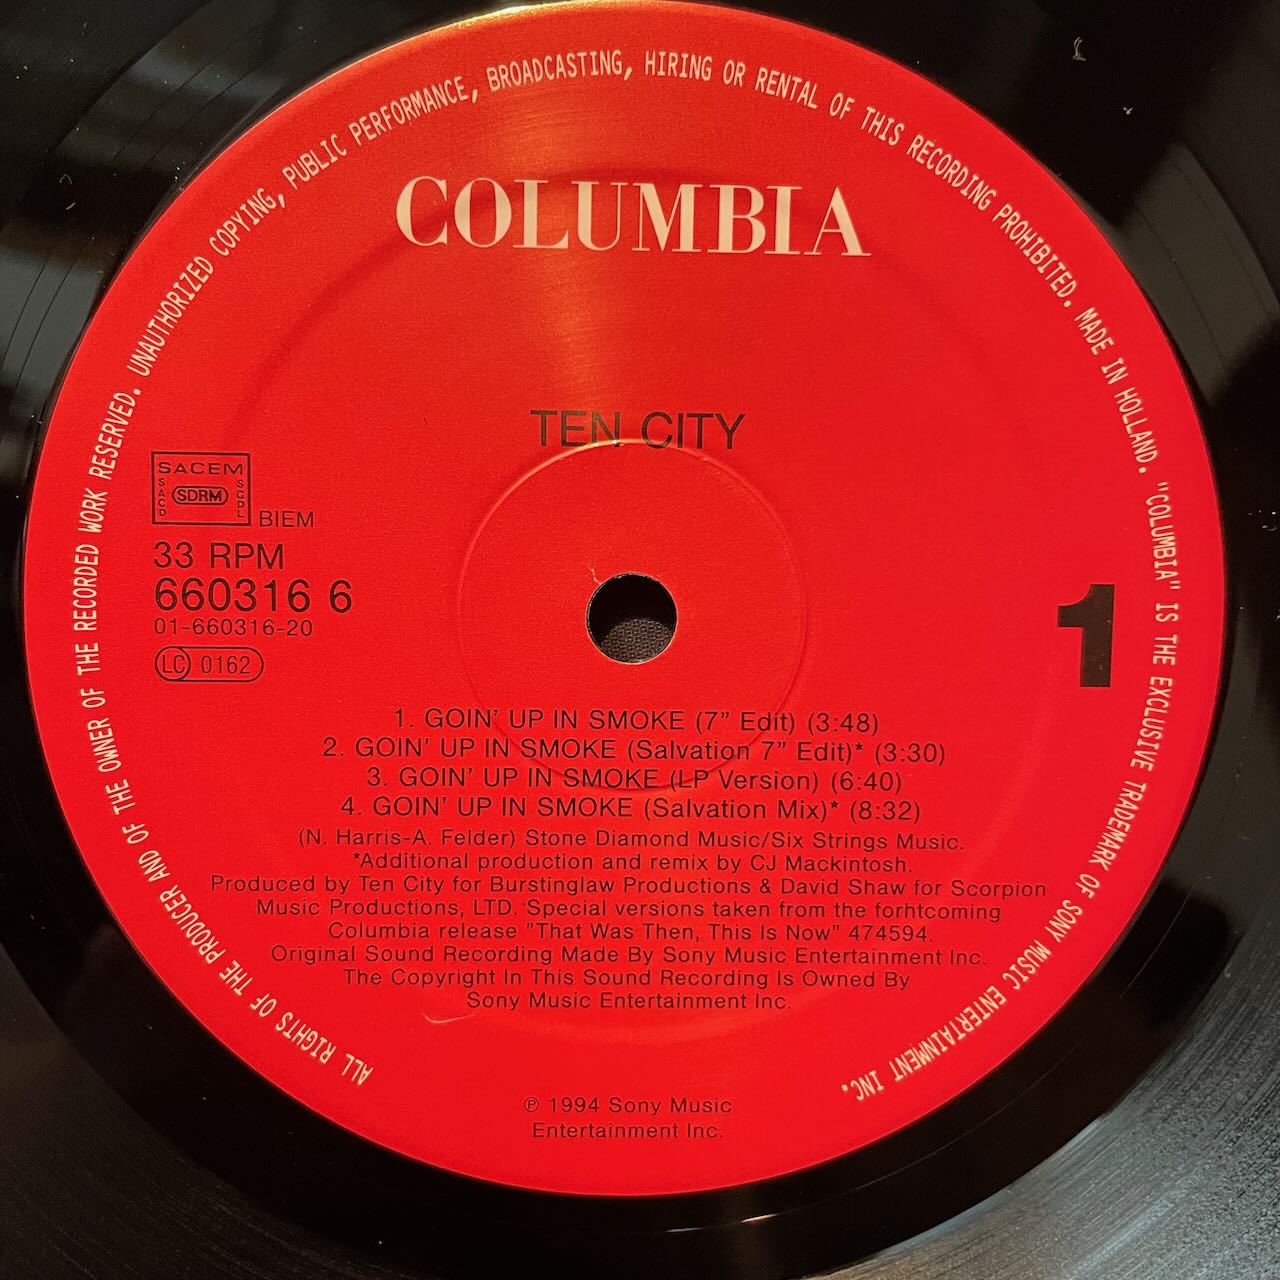 ALL RIGHTS OF THE PRODUCER AND OF THE OWNER OF THE RECORDED WORK RESERVED. UNAUTHORIZED COPYING, PUBLIC PERFORMANCE, BROADCASTING, HIRING OR RENTAL OF THIS RECORDING PROHIBITED. MADE IN HOLLAND. "COLUMBIA" IS THE EXCLUSIVE TRADEMARK OF SONY MUSIC ENTERTAINMENT INC.
COLUMBIA
TEN CITY
SACEM
SACD
SDRM
SGDL
BIEM
33 RPM
660316 6
01-660316-20
LC 0162
1
1. GOIN' UP IN SMOKE (7" Edit) (3:48)
2. GOIN' UP IN SMOKE (Salvation 7" Edit)* (3:30)
3. GOIN' UP IN SMOKE (LP Version) (6:40)
4. GOIN' UP IN SMOKE (Salvation Mix)* (8:32)
(N. Harris-A. Felder) Stone Diamond Music/Six Strings Music.
*Additional production and remix by CJ Mackintosh.
Produced by Ten City for Burstinglaw Productions & David Shaw for Scorpion
Music Productions, LTD. Special versions taken from the forhtcoming
Columbia release "That Was Then, This Is Now" 474594.
Original Sound Recording Made By Sony Music Entertainment Inc.
The Copyright In This Sound Recording Is Owned By
Sony Music Entertainment Inc.
℗ 1994 Sony Music
Entertainment Inc.